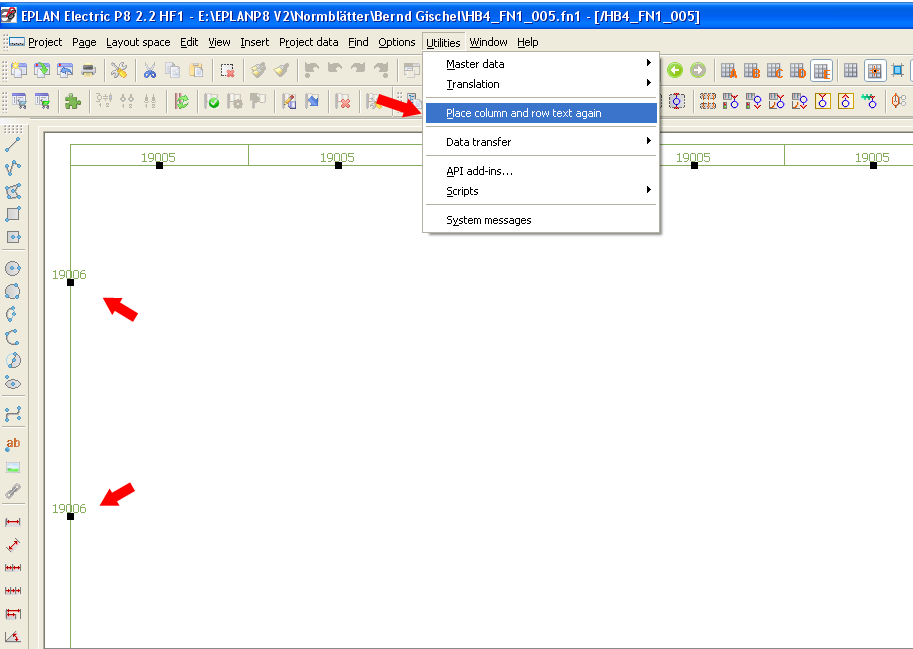 EPLAN Electric P8 2.2 HF1 - E:\EPLANP8 V2\Normblätter\Bernd Gischel\HB4_FN1_005.fn1 - [/HB4_FN1_005]
Project Page Layout space Edit View Insert Project data Find Options Utilities Window Help
Master data
Translation
Place column and row text again
Data transfer
API add-ins...
Scripts
System messages
A B C D E
19005 19005 19005 19005
19006
19006
ab